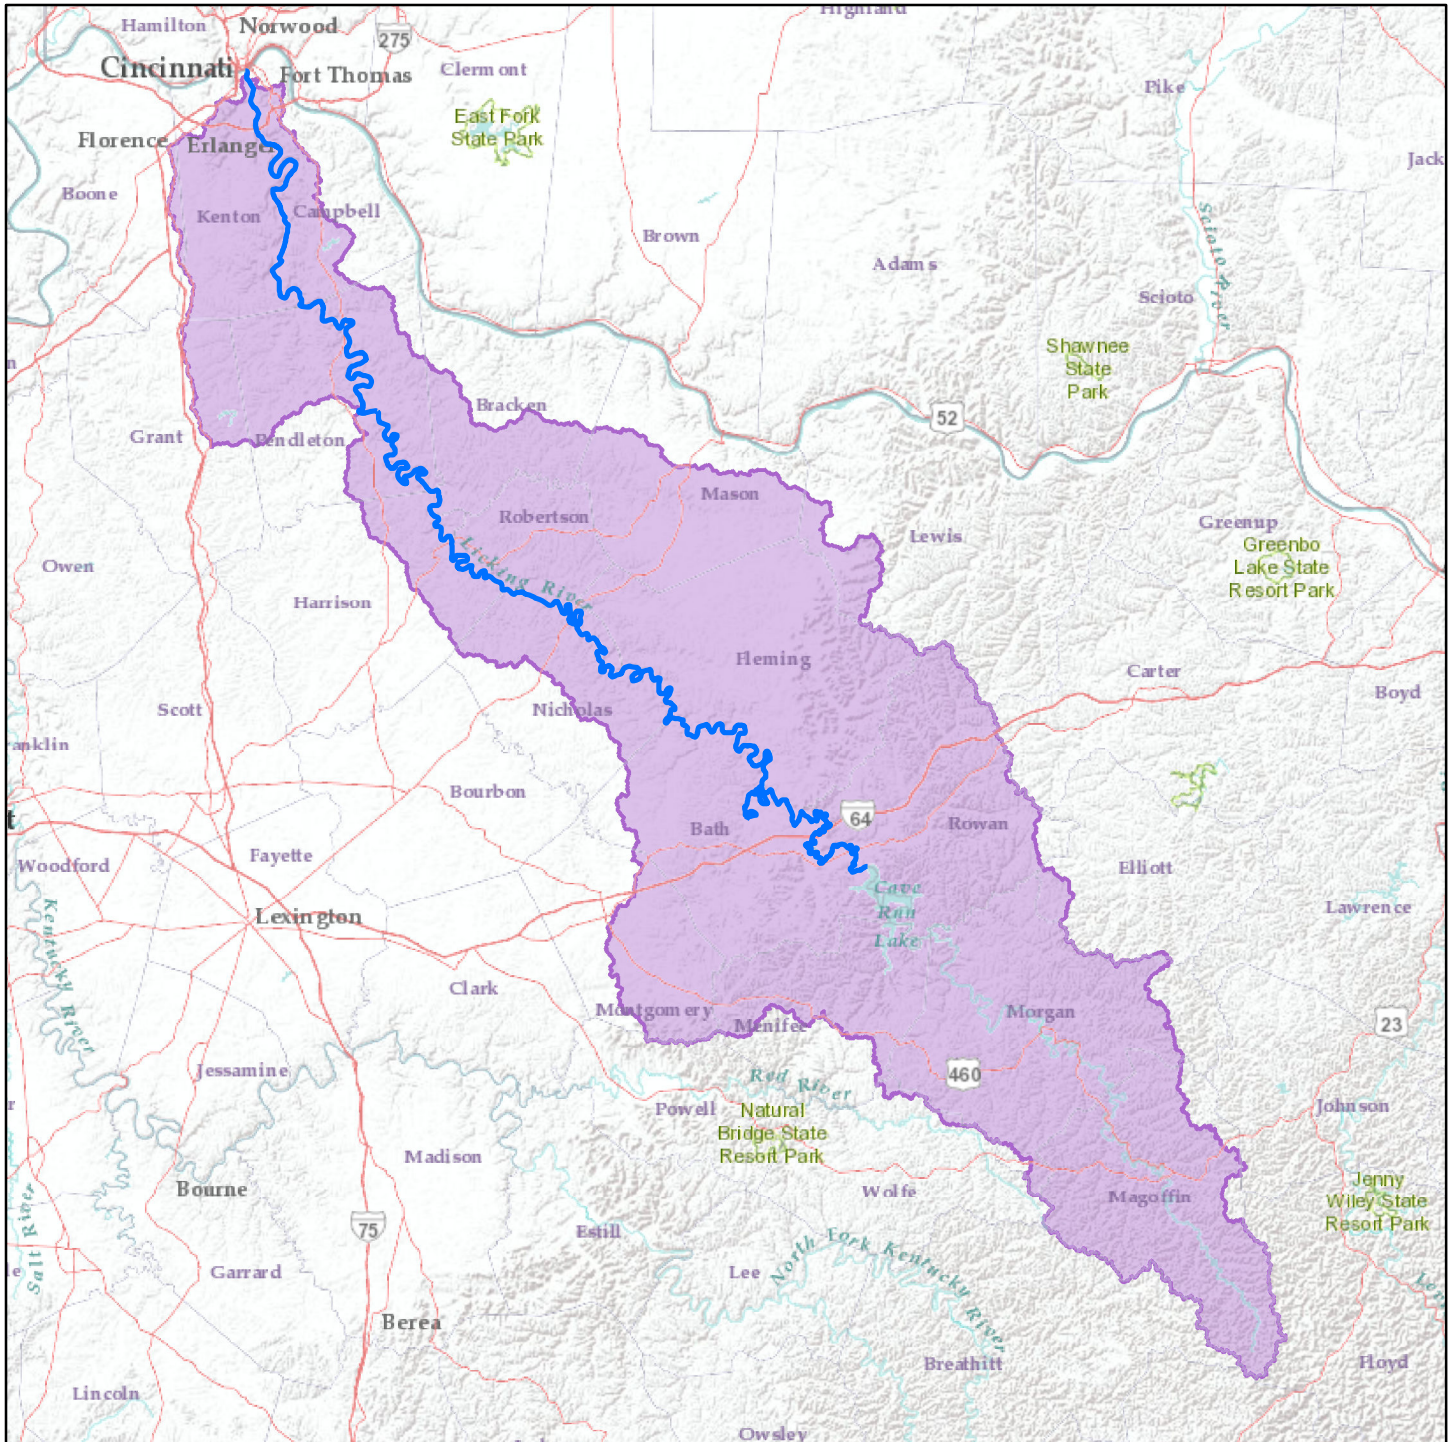 Highland
Hamilton
Norwood
275
Cincinnati
Fort Thomas
Clermont
Pike
East Fork
State Park
Florence
Erlanger
Jack
Boone
Kenton
Campbell
Brown
Adams
Scioto River
Scioto
Shawnee
State
Park
Bracken
52
Grant
Pendleton
Mason
Robertson
Lewis
Greenup
Greenbo
Lake State
Resort Park
Owen
Licking River
Harrison
Fleming
Carter
Boyd
Scott
Nicholas
anklin
Bourbon
t
64
Bath
Rowan
Woodford
Fayette
Elliott
Cave
Run
Lake
Lawrence
Lexington
Kentucky River
Clark
Montgomery
Menifee
Morgan
23
Jessamine
Red River
460
Powell
Natural
Bridge State
Resort Park
Johnson
Madison
Bourne
Wolfe
Magoffin
Jenny
Wiley State
Resort Park
Salt River
75
Estill
North Fork Kentucky River
Garrard
Lee
Berea
Breathitt
Floyd
Lincoln
Owsley